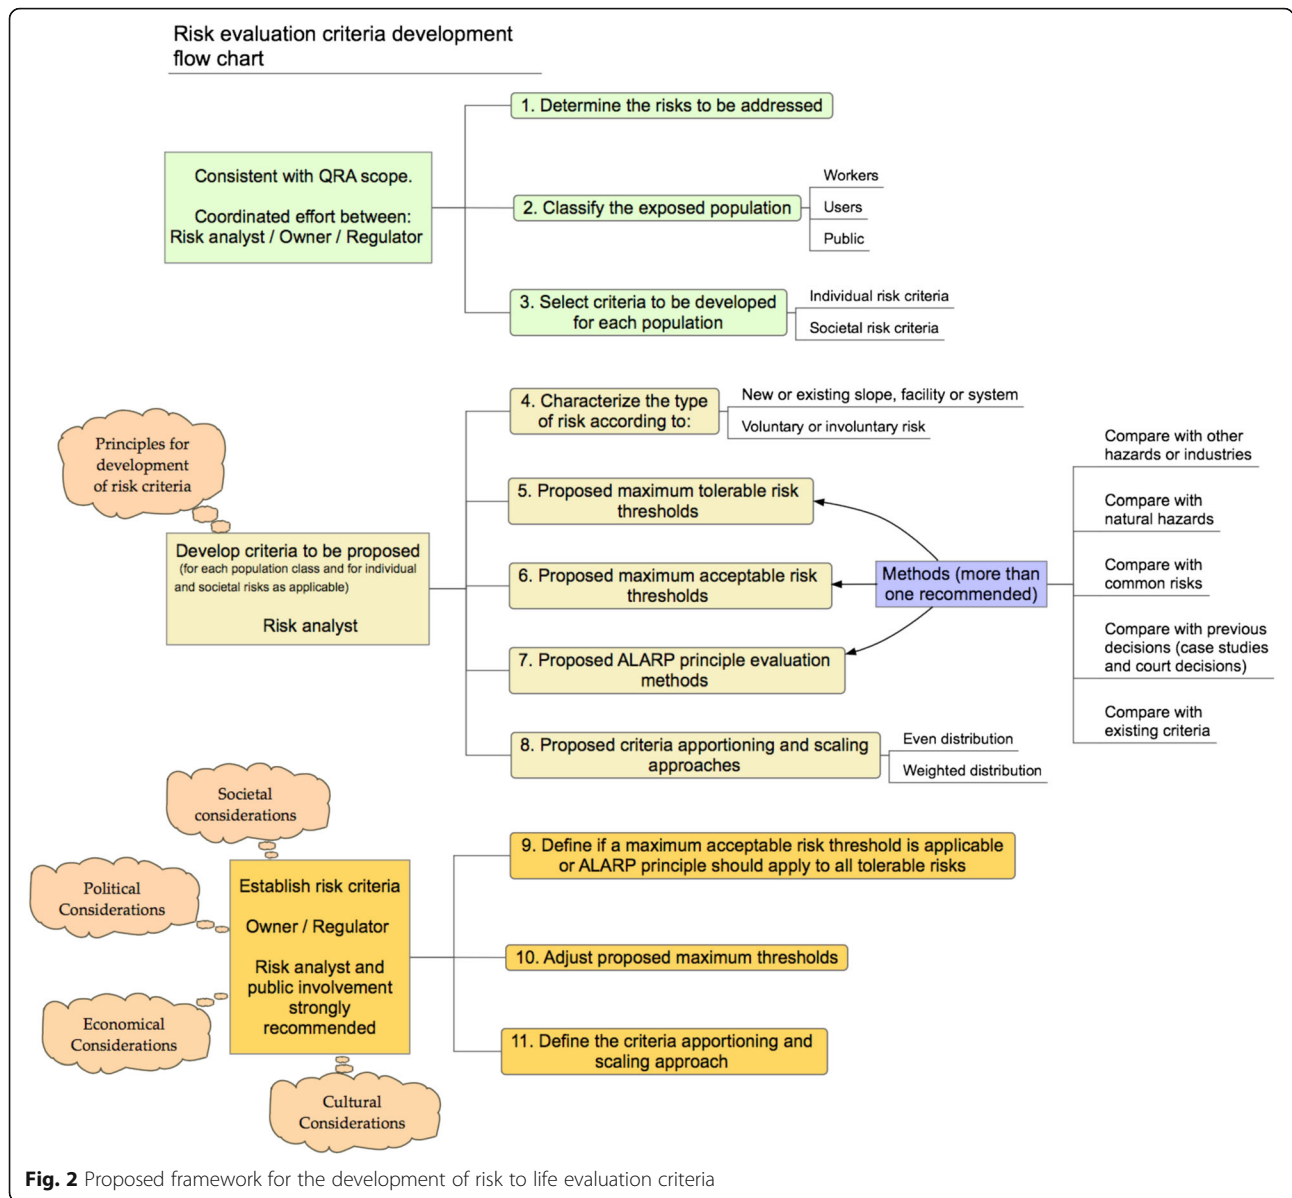 Risk evaluation criteria development
flow chart
1. Determine the risks to be addressed
Consistent with QRA scope.
Coordinated effort between:
Risk analyst / Owner / Regulator
2. Classify the exposed population
Workers
Users
Public
3. Select criteria to be developed
for each population
Individual risk criteria
Societal risk criteria
4. Characterize the type
of risk according to:
New or existing slope, facility or system
Voluntary or involuntary risk
Principles for
development
of risk criteria
Develop criteria to be proposed
(for each population class and for individual
and societal risks as applicable)
Risk analyst
5. Proposed maximum tolerable risk
thresholds
6. Proposed maximum acceptable risk
thresholds
7. Proposed ALARP principle evaluation
methods
8. Proposed criteria apportioning and scaling
approaches
Even distribution
Weighted distribution
Methods (more than
one recommended)
Compare with other
hazards or industries
Compare with
natural hazards
Compare with
common risks
Compare with previous
decisions (case studies
and court decisions)
Compare with
existing criteria
Societal
considerations
Political
Considerations
Economical
Considerations
Cultural
Considerations
Establish risk criteria
Owner / Regulator
Risk analyst and
public involvement
strongly
recommended
9. Define if a maximum acceptable risk threshold is applicable
or ALARP principle should apply to all tolerable risks
10. Adjust proposed maximum thresholds
11. Define the criteria apportioning and
scaling approach
Fig. 2 Proposed framework for the development of risk to life evaluation criteria